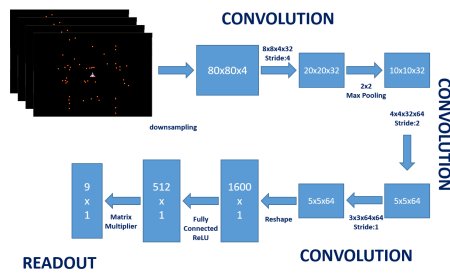 CONVOLUTION
8x8x4x32
Stride:4
80x80x4
20x20x32
10x10x32
2x2
Max Pooling
downsampling
CONVOLUTION
4x4x32x64
Stride:2
9
x
1
512
x
1
1600
x
1
5x5x64
5x5x64
Matrix
Multiplier
Fully
Connected
ReLU
Reshape
3x3x64x64
Stride:1
READOUT
CONVOLUTION